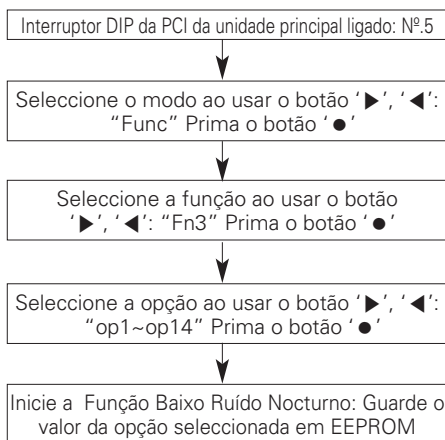 Interruptor DIP da PCI da unidade principal ligado: Nº.5
Seleccione o modo ao usar o botão ‘▶’, ‘◀’:
“Func” Prima o botão ‘●’
Seleccione a função ao usar o botão
‘▶’, ‘◀’: “Fn3” Prima o botão ‘●’
Seleccione a opção ao usar o botão ‘▶’, ‘◀’:
“op1~op14” Prima o botão ‘●’
Inicie a Função Baixo Ruído Nocturno: Guarde o
valor da opção seleccionada em EEPROM